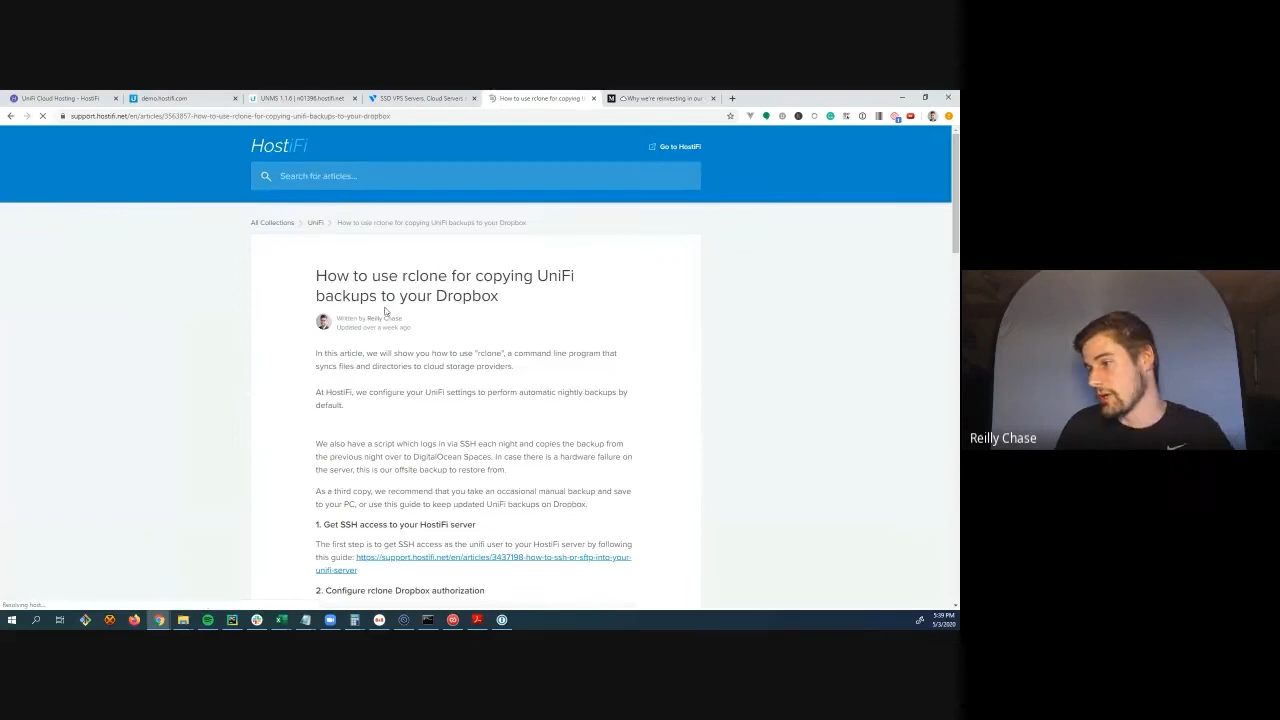 UniFi Cloud Hosting - HostiFi
demo.hostifi.com
UNMS 1.1.6 | n01396.hostifi.net
SSD VPS Servers, Cloud Servers
How to use rclone for copying U
Why we're reinvesting in our
support.hostifi.net/en/articles/3563857-how-to-use-rclone-for-copying-unifi-backups-to-your-dropbox
HostiFi
Go to HostiFi
Search for articles...
All Collections > UniFi > How to use rclone for copying UniFi backups to your Dropbox
How to use rclone for copying UniFi
backups to your Dropbox
Written by Reilly Chase
Updated over a week ago
In this article, we will show you how to use "rclone", a command line program that
syncs files and directories to cloud storage providers.
At HostiFi, we configure your UniFi settings to perform automatic nightly backups by
default.
We also have a script which logs in via SSH each night and copies the backup from
the previous night over to DigitalOcean Spaces. In case there is a hardware failure on
the server, this is our offsite backup to restore from.
As a third copy, we recommend that you take an occasional manual backup and save
to your PC, or use this guide to keep updated UniFi backups on Dropbox.
1. Get SSH access to your HostiFi server
The first step is to get SSH access as the unifi user to your HostiFi server by following
this guide: https://support.hostifi.net/en/articles/3437198-how-to-ssh-or-sftp-into-your-
unifi-server
2. Configure rclone Dropbox authorization
Resolving host...
5:39 PM
5/3/2020
Reilly Chase